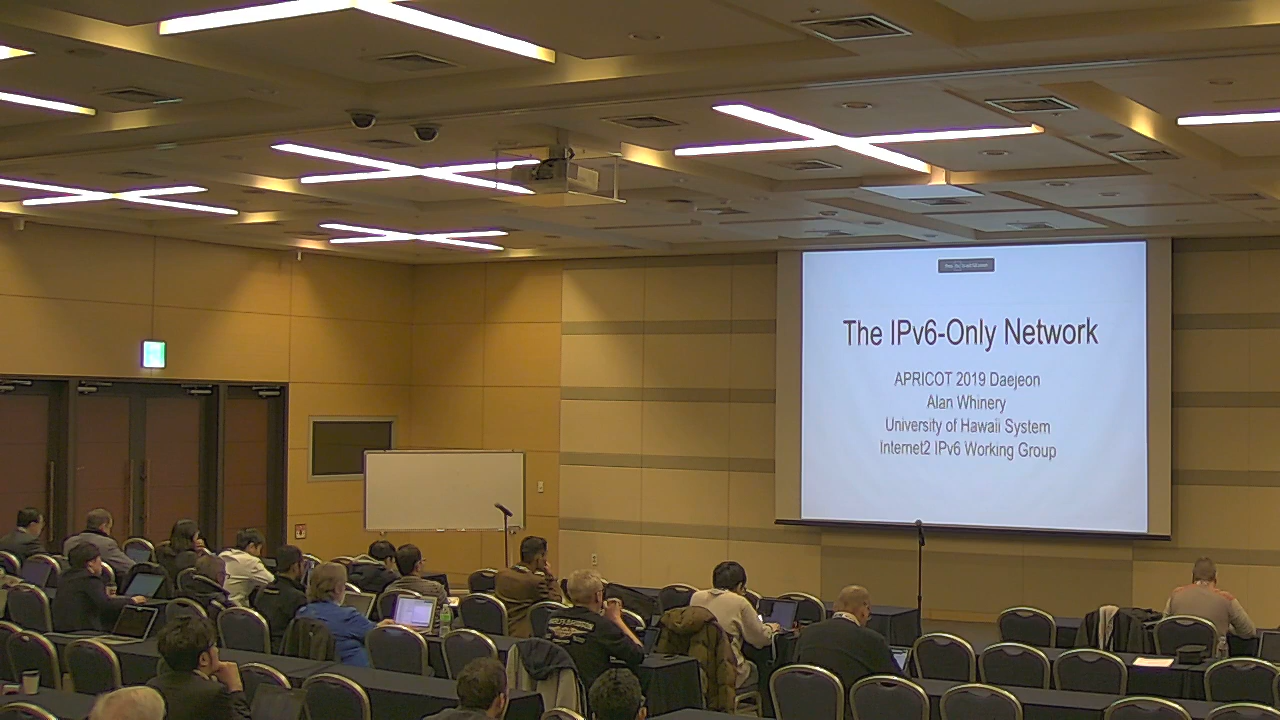 The IPv6-Only Network
APRICOT 2019 Daejeon
Alan Whinery
University of Hawaii System
Internet2 IPv6 Working Group